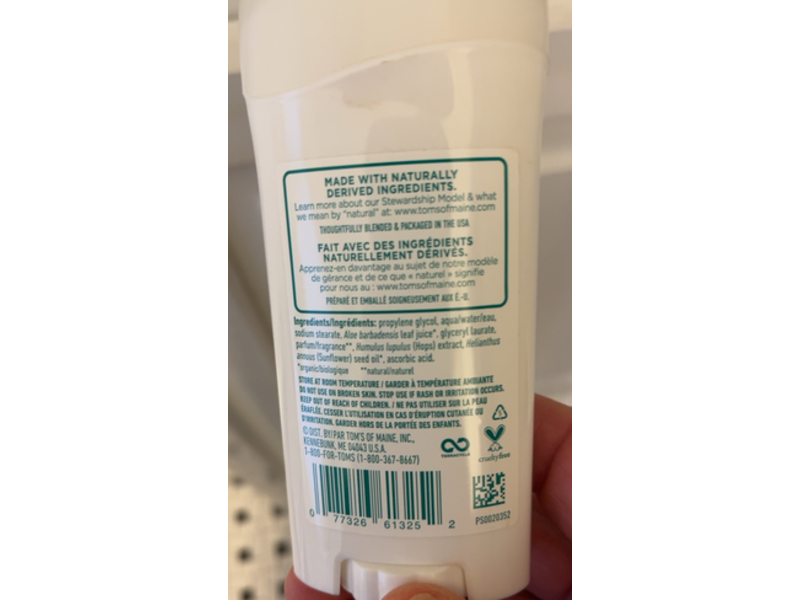 MADE WITH NATURALLY
DERIVED INGREDIENTS.
Learn more about our Stewardship Model & what
we mean by "natural" at: www.tomsofmaine.com
THOUGHTFULLY BLENDED & PACKAGED IN THE USA
FAIT AVEC DES INGRÉDIENTS
NATURELLEMENT DÉRIVÉS.
Apprenez-en davantage au sujet de notre modèle
de gérance et de ce que « naturel » signifie
pour nous au : www.tomsofmaine.com
PRÉPARÉ ET EMBALLÉ SOIGNEUSEMENT AUX É.-U.
Ingredients/Ingrédients: propylene glycol, aqua/water/eau,
sodium stearate, Aloe barbadensis leaf juice*, glyceryl laurate,
parfum/fragrance**, Humulus lupulus (Hops) extract, Helianthus
annuus (Sunflower) seed oil*, ascorbic acid.
*organic/biologique **natural/naturel
STORE AT ROOM TEMPERATURE / GARDER À TEMPÉRATURE AMBIANTE
DO NOT USE ON BROKEN SKIN. STOP USE IF RASH OR IRRITATION OCCURS.
KEEP OUT OF REACH OF CHILDREN. / NE PAS UTILISER SUR LA PEAU
ÉRAFLÉE. CESSER L'UTILISATION EN CAS D'ÉRUPTION CUTANÉE OU
D'IRRITATION. GARDER HORS DE LA PORTÉE DES ENFANTS.
© DIST. BY/PAR TOM'S OF MAINE, INC.,
KENNEBUNK, ME 04043 U.S.A.
1-800-FOR-TOMS (1-800-367-8667)
TERRACYCLE
crueltyfree
0 77326 61325 2
PS0020352